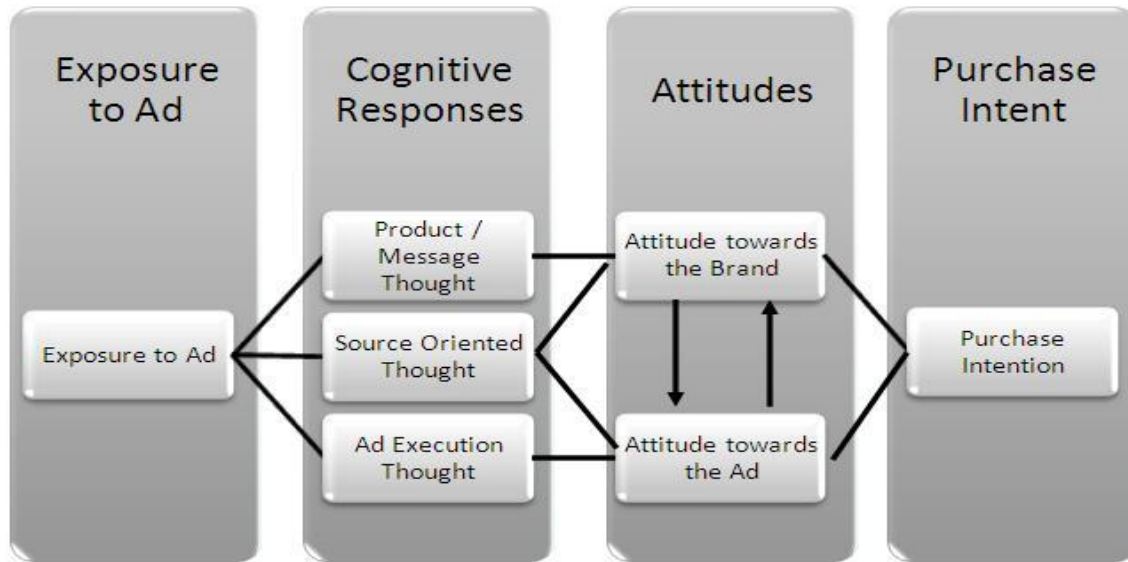 Exposure
to Ad
Cognitive
Responses
Attitudes
Purchase
Intent
Exposure to Ad
Product /
Message
Thought
Source Oriented
Thought
Ad Execution
Thought
Attitude towards
the Brand
Attitude towards
the Ad
Purchase
Intention